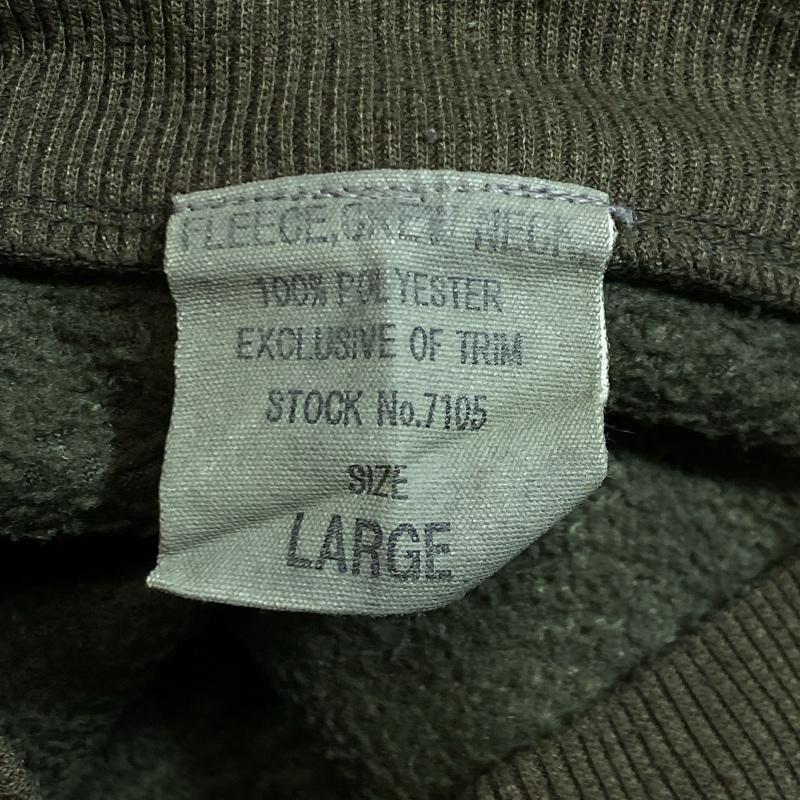 FLEECE, CREW NECK,
100% POLYESTER
EXCLUSIVE OF TRIM
STOCK No.7105
SIZE
LARGE